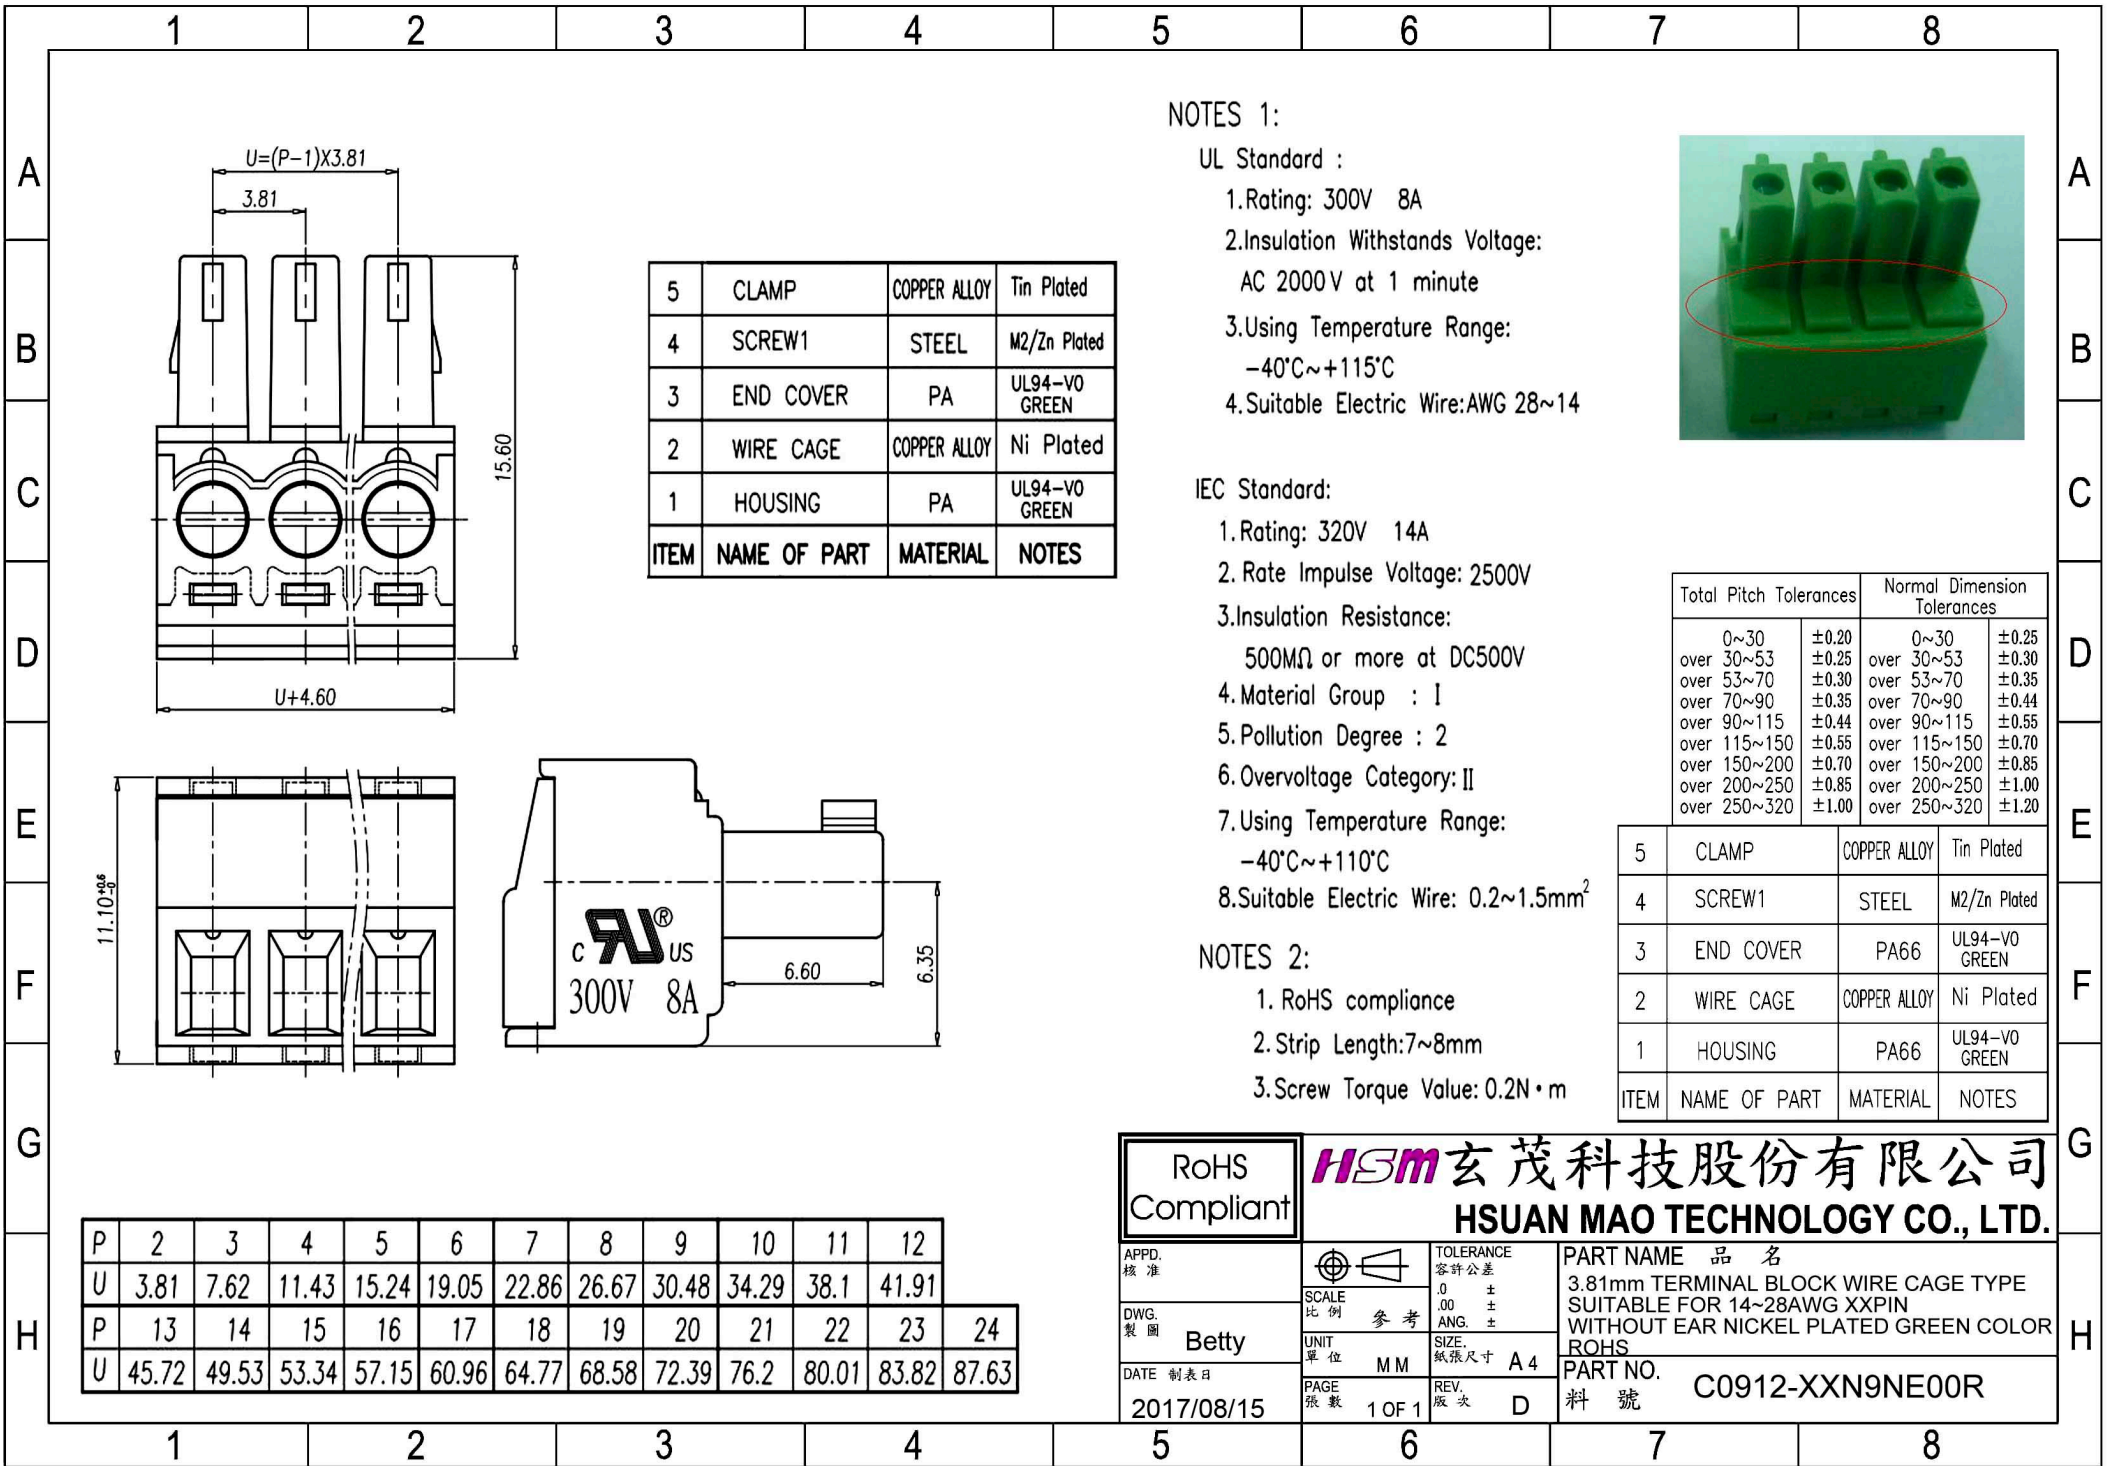 1 2 3 4 5 6 7 8
A A
B B
C C
D D
E E
F F
G G
H H
U=(P-1)X3.81
3.81
15.60
U+4.60
11.10+0.6 -0
C US ®
300V 8A
6.60
6.35
5 CLAMP COPPER ALLOY Tin Plated
4 SCREW1 STEEL M2/Zn Plated
3 END COVER PA UL94-V0 GREEN
2 WIRE CAGE COPPER ALLOY Ni Plated
1 HOUSING PA UL94-V0 GREEN
ITEM NAME OF PART MATERIAL NOTES
NOTES 1:
UL Standard :
1.Rating: 300V 8A
2.Insulation Withstands Voltage:
AC 2000V at 1 minute
3.Using Temperature Range:
-40°C~+115°C
4.Suitable Electric Wire:AWG 28~14
IEC Standard:
1.Rating: 320V 14A
2. Rate Impulse Voltage: 2500V
3.Insulation Resistance:
500MΩ or more at DC500V
4. Material Group : I
5. Pollution Degree : 2
6. Overvoltage Category: II
7. Using Temperature Range:
-40°C~+110°C
8.Suitable Electric Wire: 0.2~1.5mm²
NOTES 2:
1. RoHS compliance
2. Strip Length:7~8mm
3. Screw Torque Value: 0.2N•m
Total Pitch Tolerances Normal Dimension Tolerances
0~30 ±0.20 0~30 ±0.25
over 30~53 ±0.25 over 30~53 ±0.30
over 53~70 ±0.30 over 53~70 ±0.35
over 70~90 ±0.35 over 70~90 ±0.44
over 90~115 ±0.44 over 90~115 ±0.55
over 115~150 ±0.55 over 115~150 ±0.70
over 150~200 ±0.70 over 150~200 ±0.85
over 200~250 ±0.85 over 200~250 ±1.00
over 250~320 ±1.00 over 250~320 ±1.20
5 CLAMP COPPER ALLOY Tin Plated
4 SCREW1 STEEL M2/Zn Plated
3 END COVER PA66 UL94-V0 GREEN
2 WIRE CAGE COPPER ALLOY Ni Plated
1 HOUSING PA66 UL94-V0 GREEN
ITEM NAME OF PART MATERIAL NOTES
P 2 3 4 5 6 7 8 9 10 11 12
U 3.81 7.62 11.43 15.24 19.05 22.86 26.67 30.48 34.29 38.1 41.91
P 13 14 15 16 17 18 19 20 21 22 23 24
U 45.72 49.53 53.34 57.15 60.96 64.77 68.58 72.39 76.2 80.01 83.82 87.63
RoHS
Compliant
HSM 玄茂科技股份有限公司
HSUAN MAO TECHNOLOGY CO., LTD.
APPD.
核准
DWG.
製圖 Betty
DATE 制表日
2017/08/15
SCALE
比例 參考
UNIT
單位 MM
PAGE
張數 1 OF 1
TOLERANCE
容許公差
.0 ±
.00 ±
ANG. ±
SIZE.
紙張尺寸 A4
REV.
版次 D
PART NAME 品名
3.81mm TERMINAL BLOCK WIRE CAGE TYPE
SUITABLE FOR 14~28AWG XXPIN
WITHOUT EAR NICKEL PLATED GREEN COLOR
ROHS
PART NO.
料號 C0912-XXN9NE00R
1 2 3 4 5 6 7 8